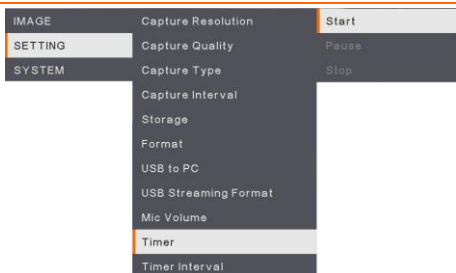 IMAGE
SETTING
SYSTEM
Capture Resolution
Capture Quality
Capture Type
Capture Interval
Storage
Format
USB to PC
USB Streaming Format
Mic Volume
Timer
Timer Interval
Start
Pause
Stop